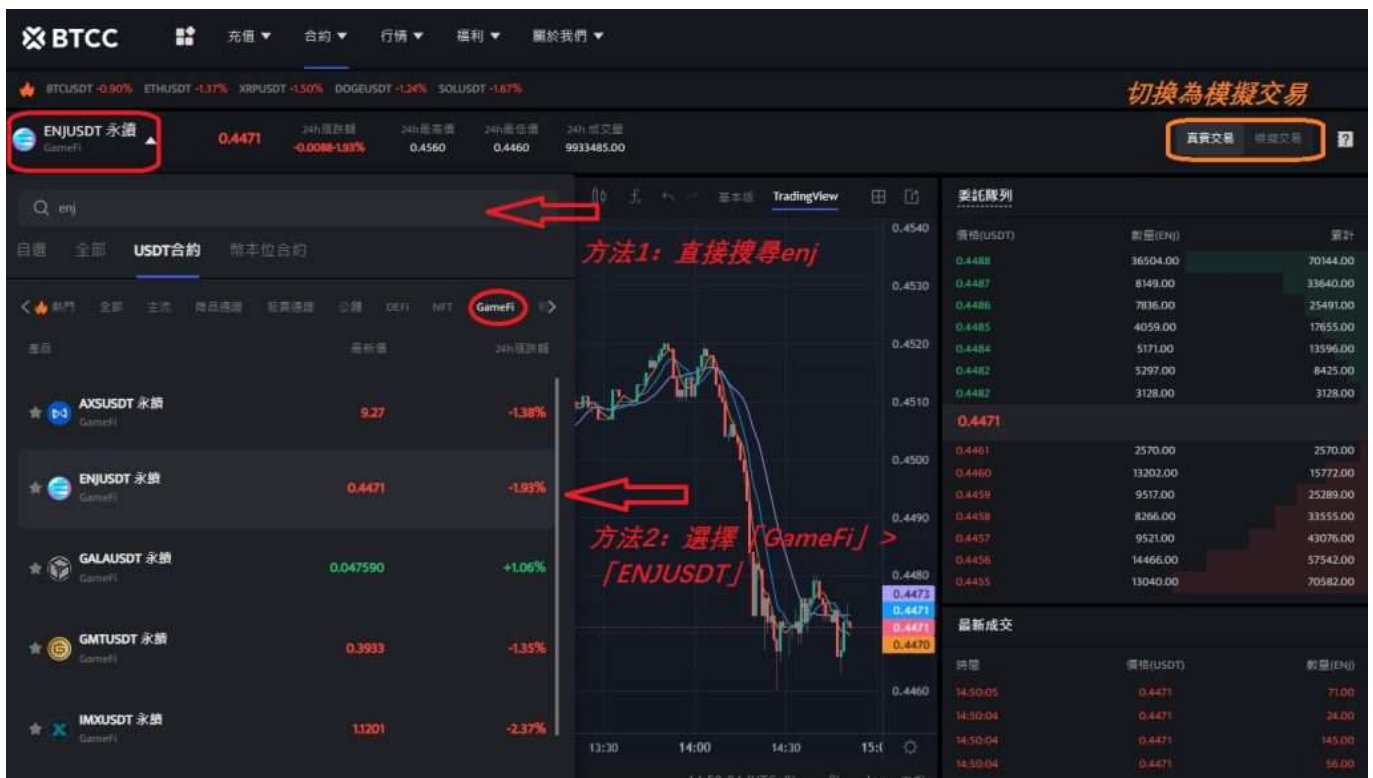 BTCC 充值 合約 行情 福利 關於我們
BTCUSDT -0.90% ETHUSDT -1.37% XRPUSDT -1.50% DOGEUSDT -1.24% SOLUSDT -1.67%
切換為模擬交易
ENJUSDT 永續 24h漲跌額 24h最高價 24h最低價 24h 成交量
GameFi 0.4471 -0.0088-1.93% 0.4560 0.4460 9933485.00
真實交易 模擬交易 ?
enj
自選 全部 USDT合約 幣本位合約
基本版 TradingView
方法1：直接搜尋enj
熱門 全部 主流 商品通證 股票通證 公鏈 DEFI NFT GameFi
產品 最新價 24h漲跌額
AXSUSDT 永續 9.27 -1.38%
GameFi
ENJUSDT 永續 0.4471 -1.93%
GameFi
GALAUSDT 永續 0.047590 +1.06%
GameFi
GMTUSDT 永續 0.3933 -1.35%
GameFi
IMXUSDT 永續 1.1201 -2.37%
GameFi
方法2：選擇「GameFi」>
「ENJUSDT」
0.4540
0.4530
0.4520
0.4510
0.4500
0.4490
0.4480
0.4473
0.4471
0.4471
0.4470
0.4460
13:30 14:00 14:30
委託隊列
價格(USDT) 數量(ENJ) 累計
0.4488 36504.00 70144.00
0.4487 8149.00 33640.00
0.4486 7836.00 25491.00
0.4485 4059.00 17655.00
0.4484 5171.00 13596.00
0.4482 5297.00 8425.00
0.4482 3128.00 3128.00
0.4471
0.4461 2570.00 2570.00
0.4460 13202.00 15772.00
0.4459 9517.00 25289.00
0.4458 8266.00 33555.00
0.4457 9521.00 43076.00
0.4456 14466.00 57542.00
0.4455 13040.00 70582.00
最新成交
時間 價格(USDT) 數量(ENJ)
14:50:05 0.4471 71.00
14:50:04 0.4471 24.00
14:50:04 0.4471 145.00
14:50:04 0.4471 56.00